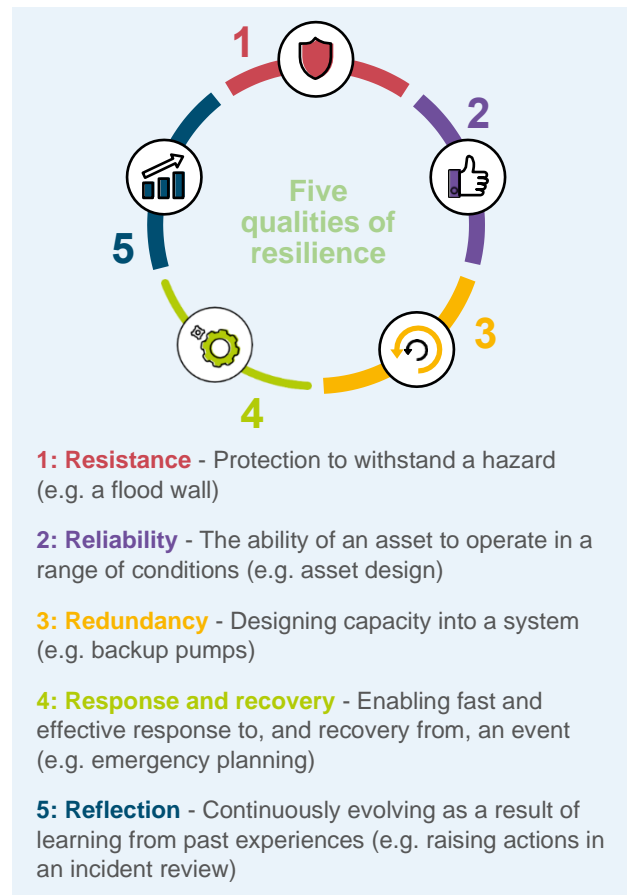 1
2
Five
qualities of
resilience
5
3
4
1: Resistance - Protection to withstand a hazard
(e.g. a flood wall)
2: Reliability - The ability of an asset to operate in a
range of conditions (e.g. asset design)
3: Redundancy - Designing capacity into a system
(e.g. backup pumps)
4: Response and recovery - Enabling fast and
effective response to, and recovery from, an event
(e.g. emergency planning)
5: Reflection - Continuously evolving as a result of
learning from past experiences (e.g. raising actions in
an incident review)